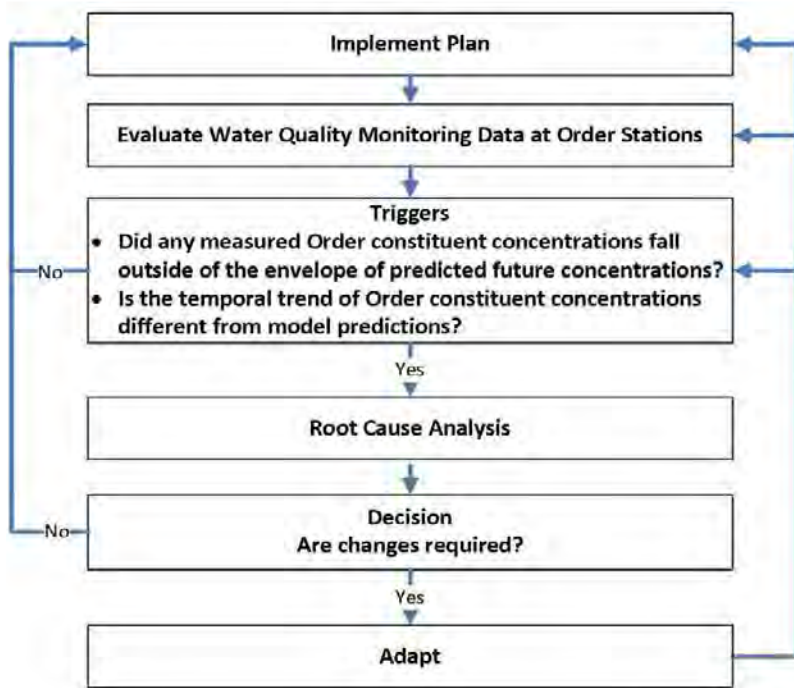 Implement Plan
Evaluate Water Quality Monitoring Data at Order Stations
Triggers
• Did any measured Order constituent concentrations fall
outside of the envelope of predicted future concentrations?
No
• Is the temporal trend of Order constituent concentrations
different from model predictions?
Yes
Root Cause Analysis
Decision
No
Are changes required?
Yes
Adapt